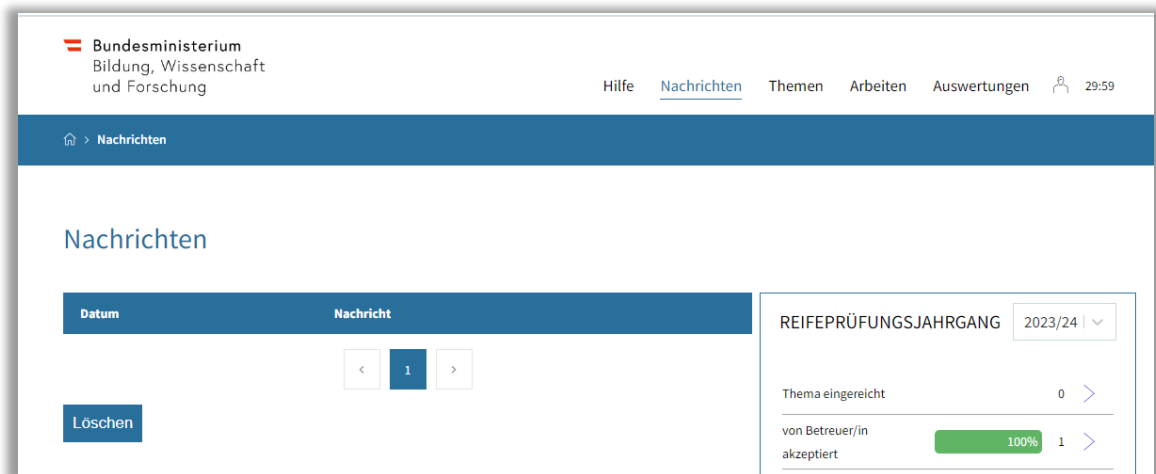 Bundesministerium
Bildung, Wissenschaft
und Forschung
Hilfe Nachrichten Themen Arbeiten Auswertungen 29:59
> Nachrichten
Nachrichten
Datum Nachricht
< 1 >
Löschen
REIFEPRÜFUNGSJAHRGANG 2023/24
Thema eingereicht 0
von Betreuer/in
akzeptiert 100% 1